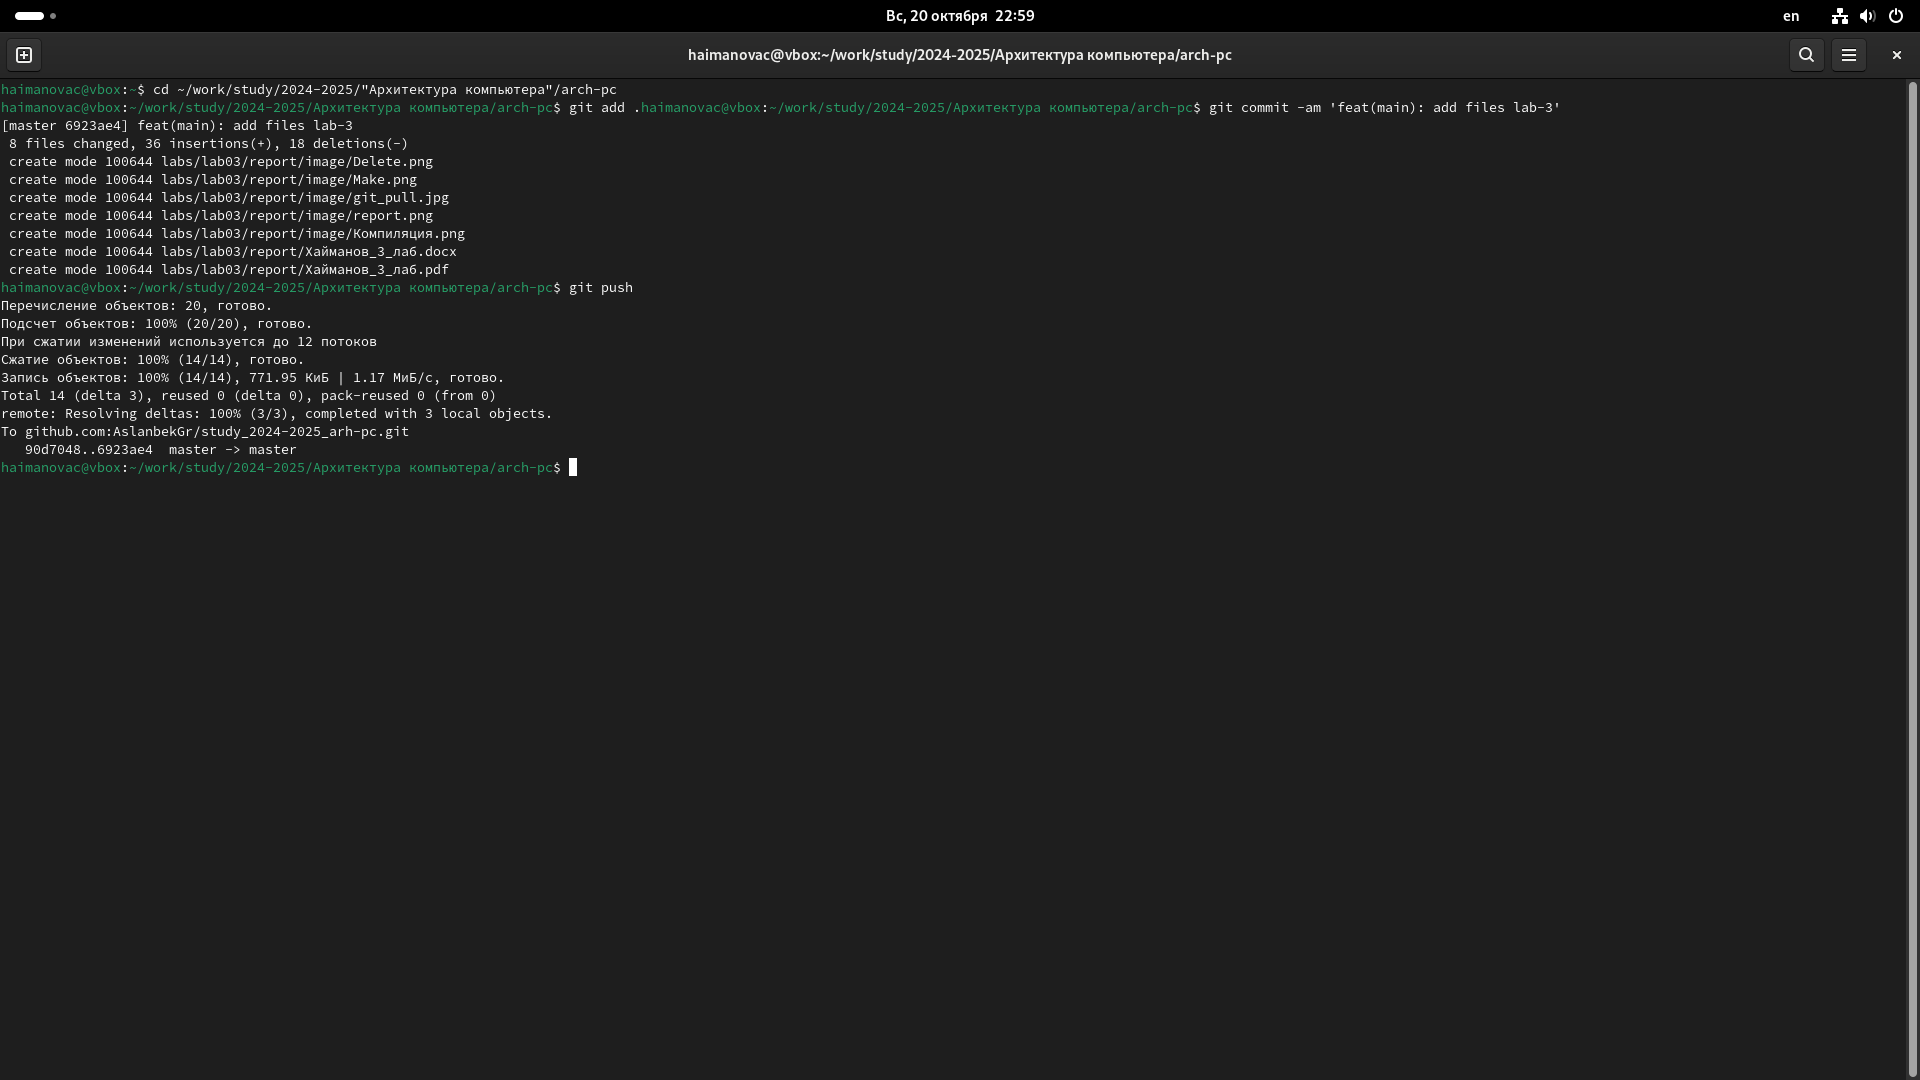 Вс, 20 октября 22:59
en
haimanovac@vbox:~/work/study/2024-2025/Архитектура компьютера/arch-pc
haimanovac@vbox:~$ cd ~/work/study/2024-2025/"Архитектура компьютера"/arch-pc
haimanovac@vbox:~/work/study/2024-2025/Архитектура компьютера/arch-pc$ git add .haimanovac@vbox:~/work/study/2024-2025/Архитектура компьютера/arch-pc$ git commit -am 'feat(main): add files lab-3'
[master 6923ae4] feat(main): add files lab-3
 8 files changed, 36 insertions(+), 18 deletions(-)
 create mode 100644 labs/lab03/report/image/Delete.png
 create mode 100644 labs/lab03/report/image/Make.png
 create mode 100644 labs/lab03/report/image/git_pull.jpg
 create mode 100644 labs/lab03/report/image/report.png
 create mode 100644 labs/lab03/report/image/Компиляция.png
 create mode 100644 labs/lab03/report/Хайманов_3_лаб.docx
 create mode 100644 labs/lab03/report/Хайманов_3_лаб.pdf
haimanovac@vbox:~/work/study/2024-2025/Архитектура компьютера/arch-pc$ git push
Перечисление объектов: 20, готово.
Подсчет объектов: 100% (20/20), готово.
При сжатии изменений используется до 12 потоков
Сжатие объектов: 100% (14/14), готово.
Запись объектов: 100% (14/14), 771.95 КиБ | 1.17 МиБ/с, готово.
Total 14 (delta 3), reused 0 (delta 0), pack-reused 0 (from 0)
remote: Resolving deltas: 100% (3/3), completed with 3 local objects.
To github.com:AslanbekGr/study_2024-2025_arh-pc.git
   90d7048..6923ae4  master -> master
haimanovac@vbox:~/work/study/2024-2025/Архитектура компьютера/arch-pc$